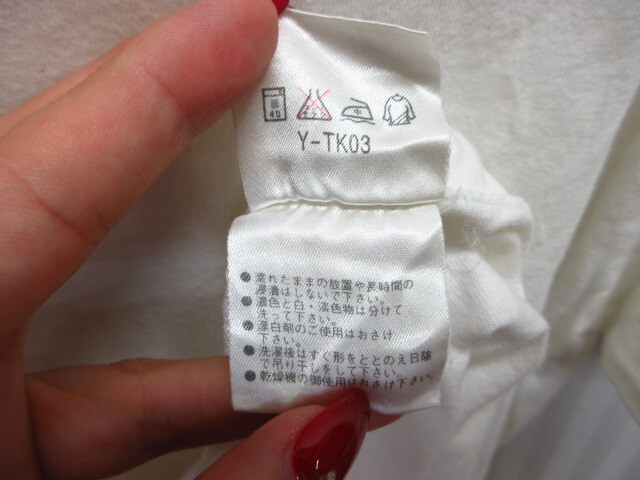 40
Y-TK03
● 濡れたままの放置や長時間の
浸漬はしないで下さい。
● 濃色と白・淡色物は分けて
洗って下さい。
● 漂白剤のご使用はおさけ
下さい。
● 洗濯後はすぐ形をととのえ日陰
で吊り干しをして下さい。
● 乾燥機の御使用はおさけ下さい。